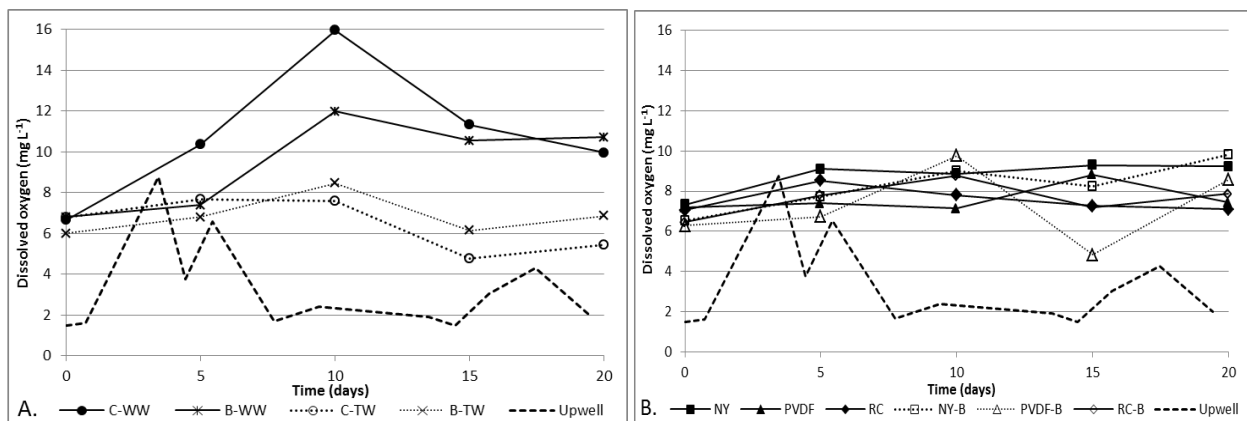 Dissolved oxygen (mg L-1)
16
14
12
10
8
6
4
2
0
0 5 10 15 20
Time (days)
A. C-WW B-WW C-TW B-TW Upwell
Dissolved oxygen (mg L-1)
16
14
12
10
8
6
4
2
0
0 5 10 15 20
Time (days)
B. NY PVDF RC NY-B PVDF-B RC-B Upwell